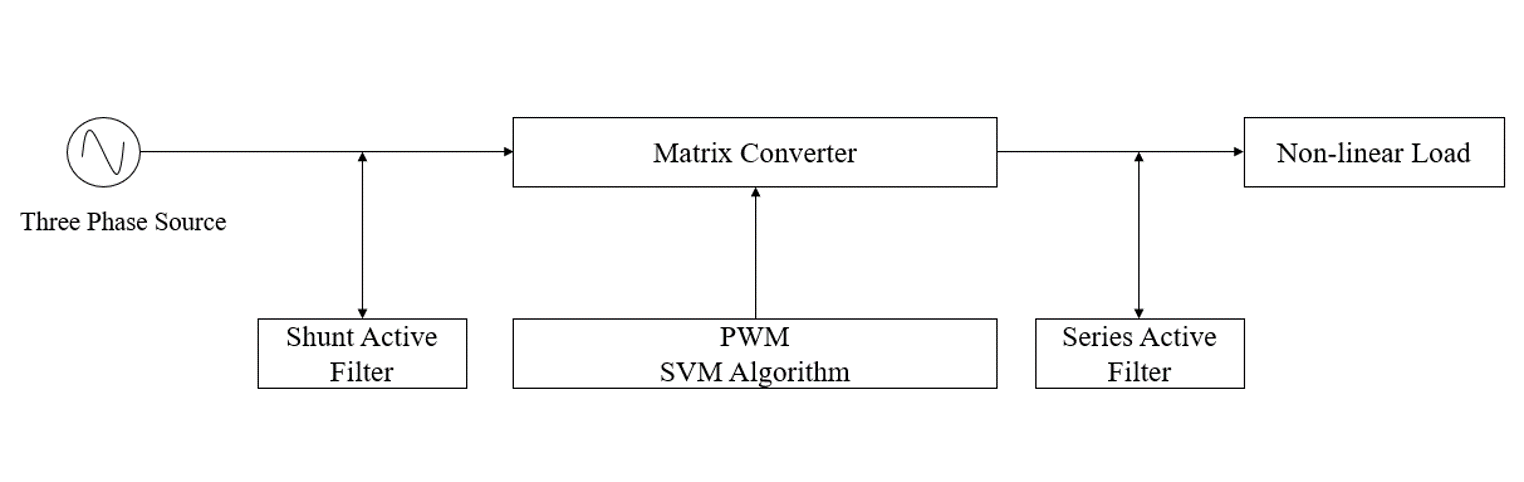 Matrix Converter
Non-linear Load
Three Phase Source
Shunt Active
Filter
PWM
SVM Algorithm
Series Active
Filter